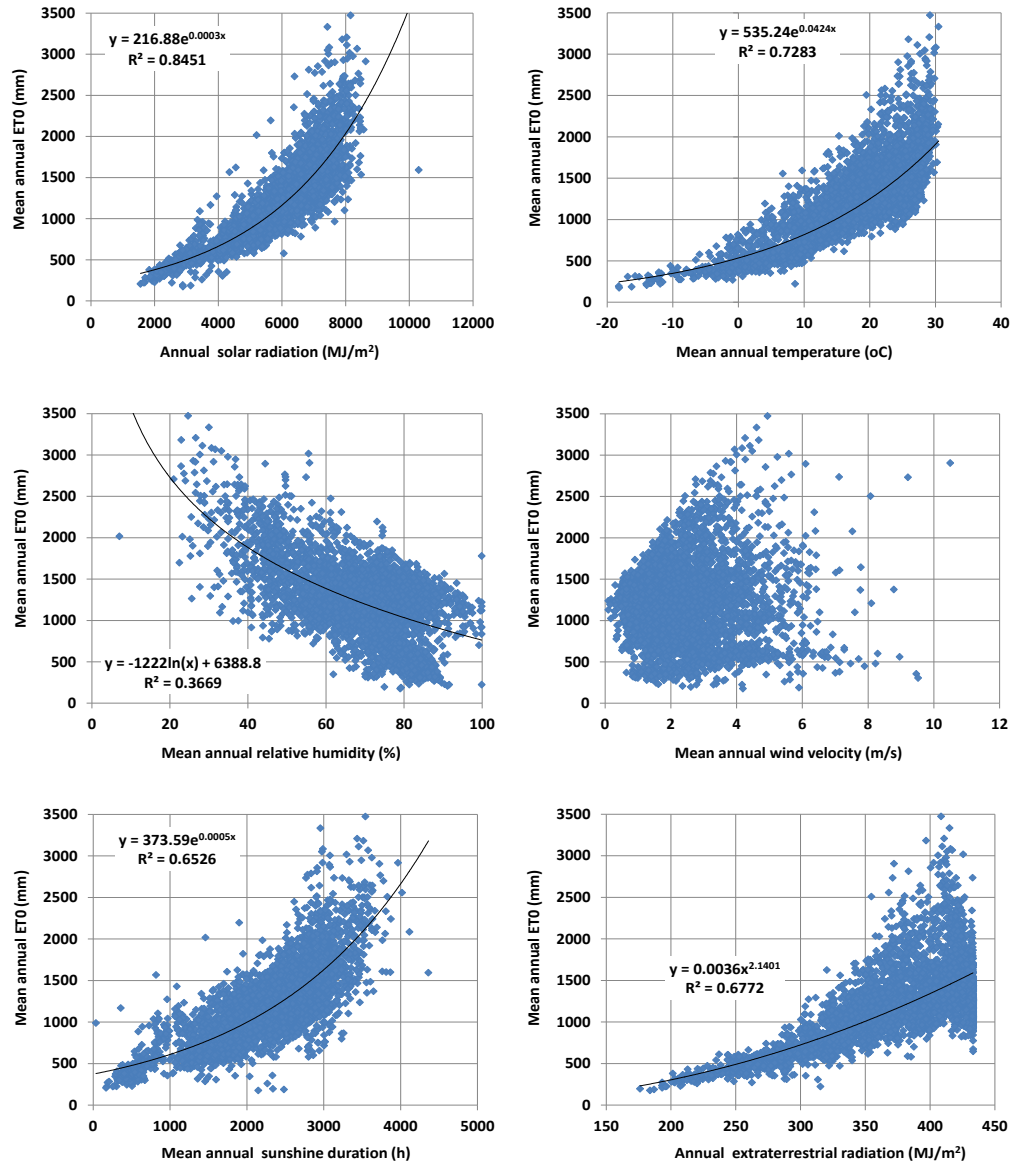 3500
3000
2500
2000
1500
1000
500
0
Mean annual ET0 (mm)
y = 216.88e^0.0003x
R² = 0.8451
0 2000 4000 6000 8000 10000 12000
Annual solar radiation (MJ/m²)
3500
3000
2500
2000
1500
1000
500
0
Mean annual ET0 (mm)
y = 535.24e^0.0424x
R² = 0.7283
-20 -10 0 10 20 30 40
Mean annual temperature (oC)
3500
3000
2500
2000
1500
1000
500
0
Mean annual ET0 (mm)
y = -1222ln(x) + 6388.8
R² = 0.3669
0 20 40 60 80 100
Mean annual relative humidity (%)
3500
3000
2500
2000
1500
1000
500
0
Mean annual ET0 (mm)
0 2 4 6 8 10 12
Mean annual wind velocity (m/s)
3500
3000
2500
2000
1500
1000
500
0
Mean annual ET0 (mm)
y = 373.59e^0.0005x
R² = 0.6526
0 1000 2000 3000 4000 5000
Mean annual sunshine duration (h)
3500
3000
2500
2000
1500
1000
500
0
Mean annual ET0 (mm)
y = 0.0036x^2.1401
R² = 0.6772
150 200 250 300 350 400 450
Annual extraterrestrial radiation (MJ/m²)